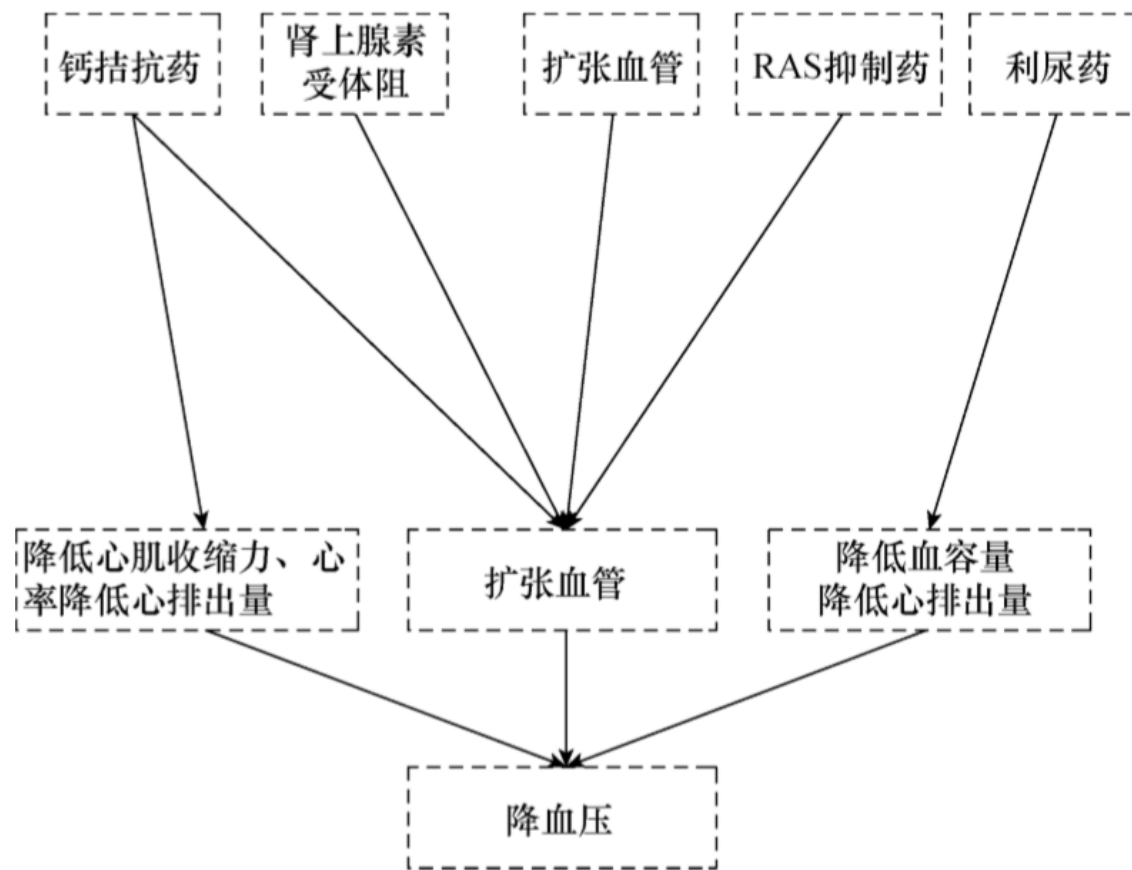 钙拮抗药
肾上腺素
受体阻
扩张血管
RAS抑制药
利尿药
降低心肌收缩力、心
率降低心排出量
扩张血管
降低血容量
降低心排出量
降血压